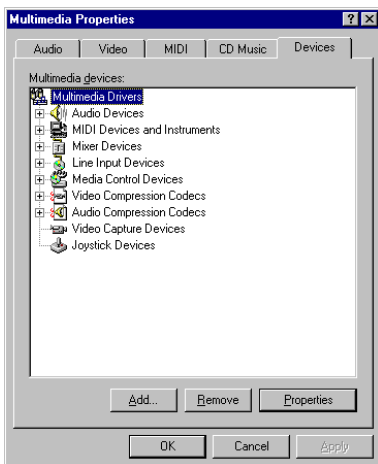 Multimedia Properties
Audio Video MIDI CD Music Devices
Multimedia devices:
Multimedia Drivers
Audio Devices
MIDI Devices and Instruments
Mixer Devices
Line Input Devices
Media Control Devices
Video Compression Codecs
Audio Compression Codecs
Video Capture Devices
Joystick Devices
Add... Remove Properties
OK Cancel Apply